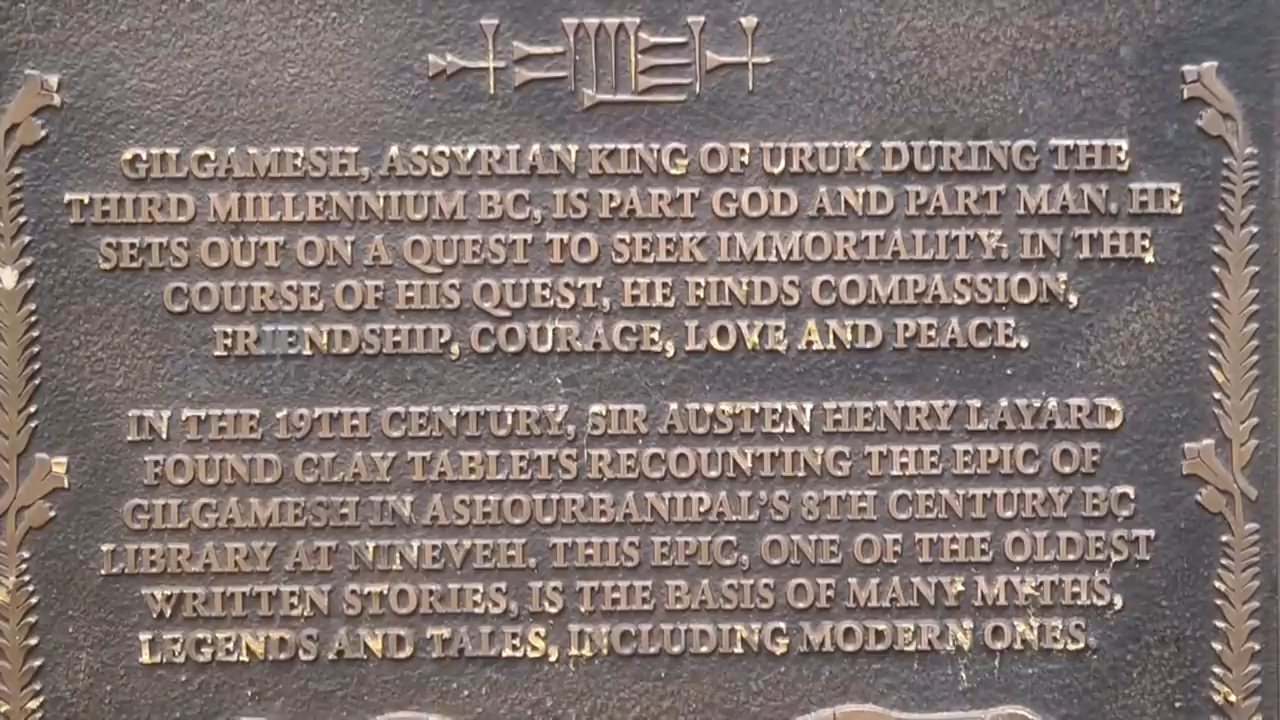 GILGAMESH, ASSYRIAN KING OF URUK DURING THE
THIRD MILLENNIUM BC, IS PART GOD AND PART MAN. HE
SETS OUT ON A QUEST TO SEEK IMMORTALITY. IN THE
COURSE OF HIS QUEST, HE FINDS COMPASSION,
FRIENDSHIP, COURAGE, LOVE AND PEACE.
IN THE 19TH CENTURY, SIR AUSTEN HENRY LAYARD
FOUND CLAY TABLETS RECOUNTING THE EPIC OF
GILGAMESH IN ASHOURBANIPAL'S 8TH CENTURY BC
LIBRARY AT NINEVEH. THIS EPIC, ONE OF THE OLDEST
WRITTEN STORIES, IS THE BASIS OF MANY MYTHS,
LEGENDS AND TALES, INCLUDING MODERN ONES.